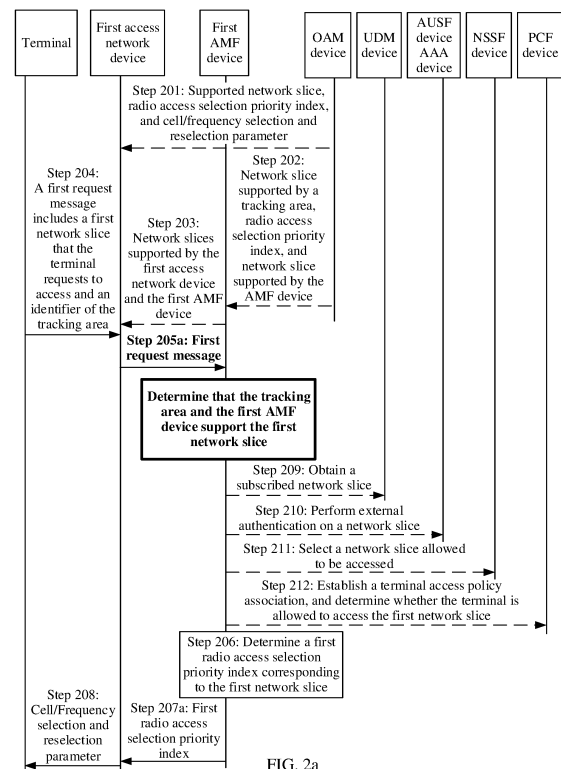 Terminal
First access
network
device
First
AMF
device
OAM
device
UDM
device
AUSF
device
AAA
device
NSSF
device
PCF
device
Step 201: Supported network slice,
radio access selection priority index,
and cell/frequency selection and
reselection parameter
Step 202:
Network slice
supported by a
tracking area,
radio access
selection priority
index, and
network slice
supported by the
AMF device
Step 203:
Network slices
supported by the
first access
network device
and the first AMF
device
Step 204:
A first request
message
includes a first
network slice
that the
terminal
requests to
access and an
identifier of the
tracking area
Step 205a: First
request message
Determine that the tracking
area and the first AMF
device support the first
network slice
Step 209: Obtain a
subscribed network slice
Step 210: Perform external
authentication on a network slice
Step 211: Select a network slice allowed
to be accessed
Step 212: Establish a terminal access policy
association, and determine whether the terminal is
allowed to access the first network slice
Step 206: Determine a first
radio access selection
priority index corresponding
to the first network slice
Step 207a: First
radio access
selection priority
index
Step 208:
Cell/Frequency
selection and
reselection
parameter
FIG. 2a